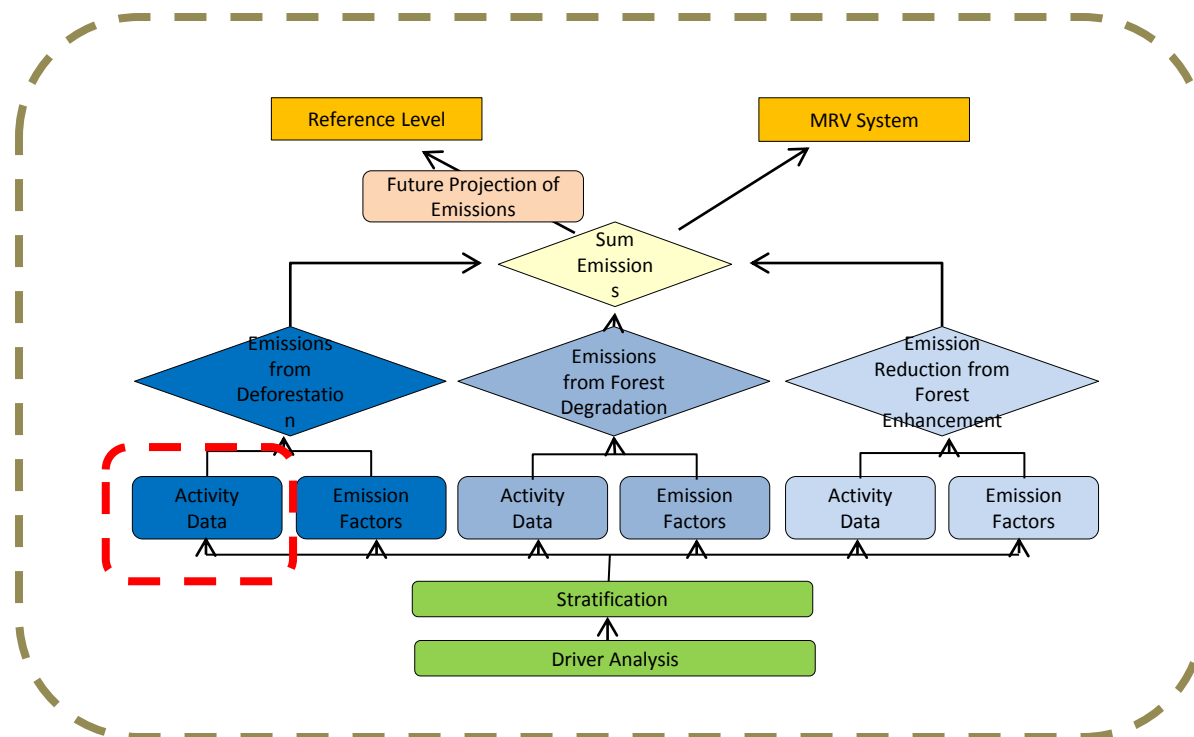 Reference Level
MRV System
Future Projection of
Emissions
Sum
Emission
s
Emissions
from
Deforestatio
n
Emissions
from Forest
Degradation
Emission
Reduction from
Forest
Enhancement
Activity
Data
Emission
Factors
Activity
Data
Emission
Factors
Activity
Data
Emission
Factors
Stratification
Driver Analysis